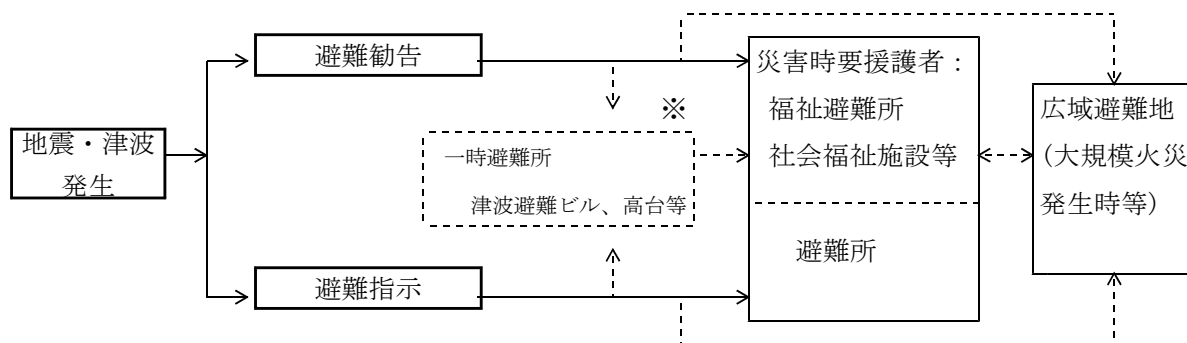 避難勧告
災害時要援護者：
福祉避難所
社会福祉施設等
避難所
※
広域避難地
(大規模火災
発生時等)
地震・津波
発生
一時避難所
津波避難ビル、高台等
避難指示